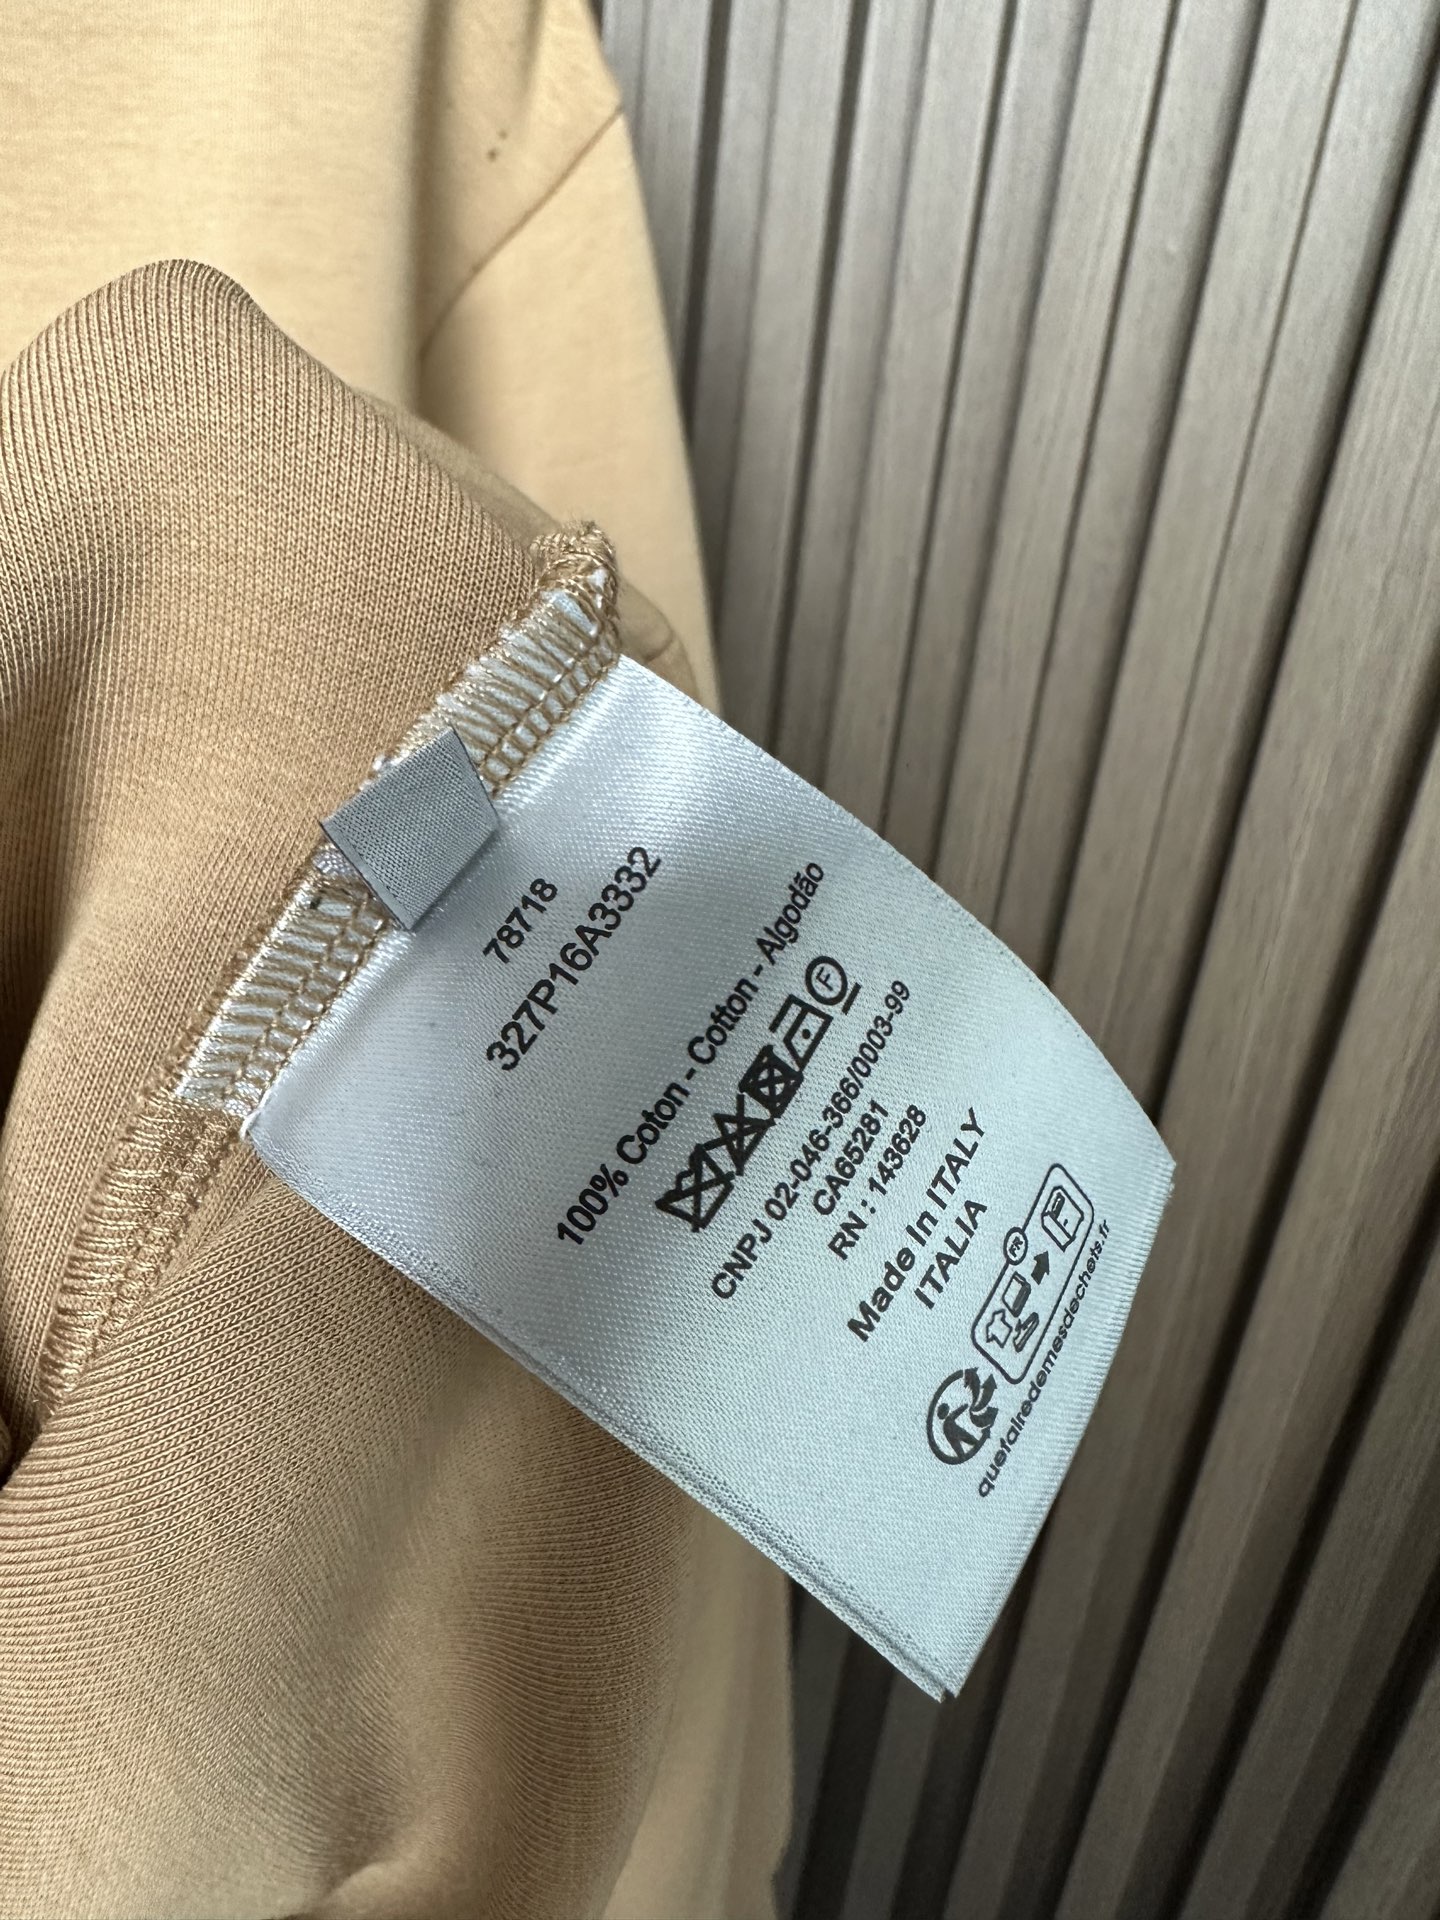 78718
327P16A3332
100% Coton - Cotton - Algodão
F
CNPJ 02-046-366/0003-99
CA65281
RN : 143628
Made In ITALY
ITALIA
FR
quefairedemesdechets.fr